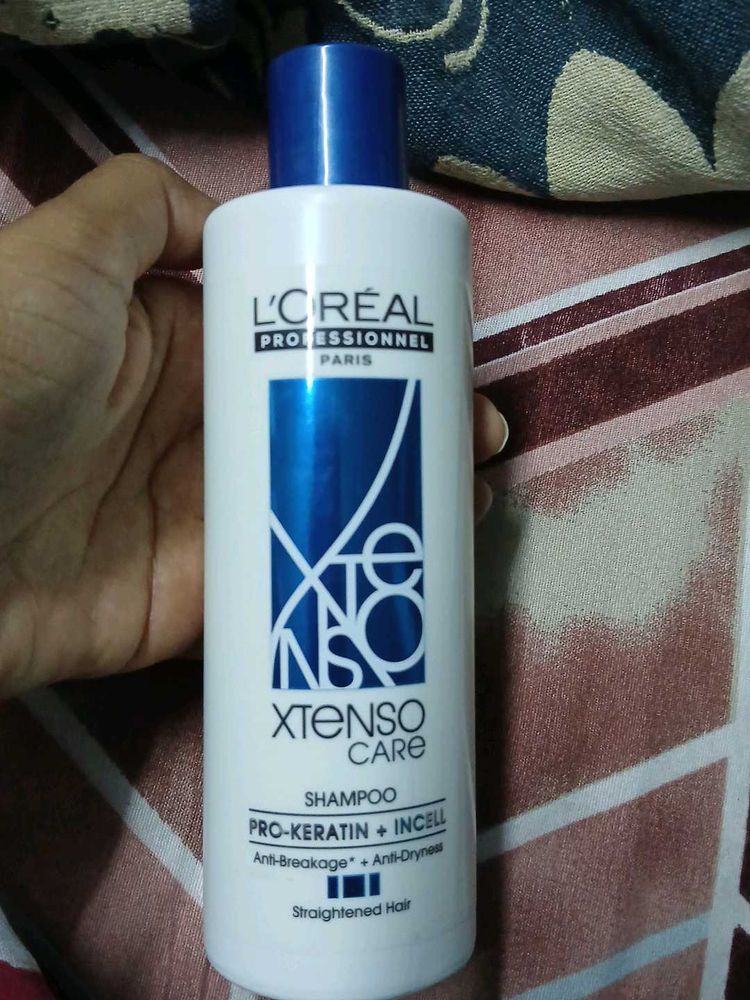 L'ORÉAL
PROFESSIONNEL
PARIS
XTeNSO
XTeNSO
CARe
SHAMPOO
PRO-KERATIN + INCELL
Anti-Breakage* + Anti-Dryness
Straightened Hair